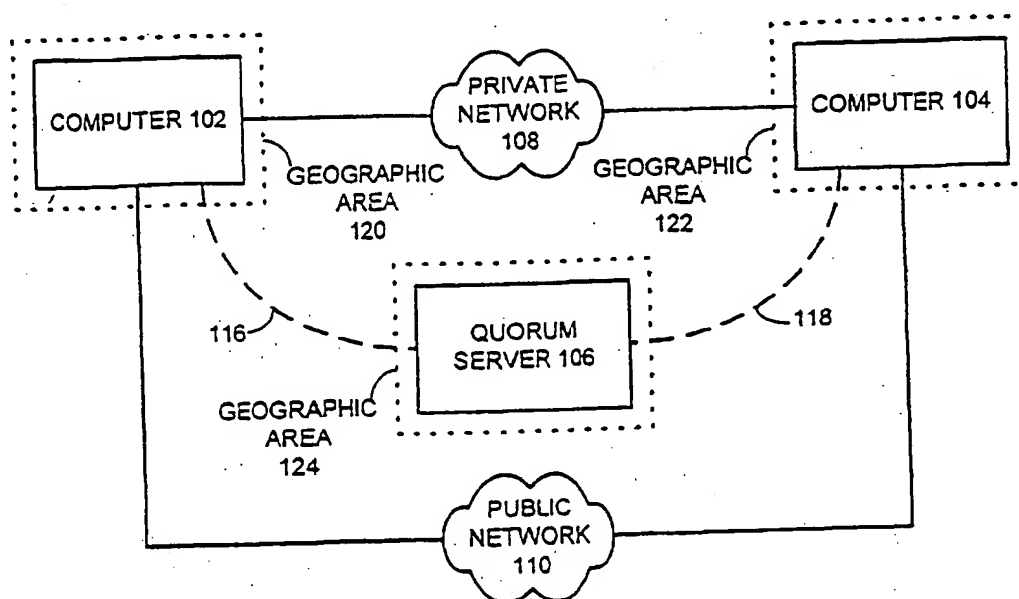 COMPUTER 102
PRIVATE
NETWORK
108
COMPUTER 104
GEOGRAPHIC
AREA
120
GEOGRAPHIC
AREA
122
116
QUORUM
SERVER 106
118
GEOGRAPHIC
AREA
124
PUBLIC
NETWORK
110